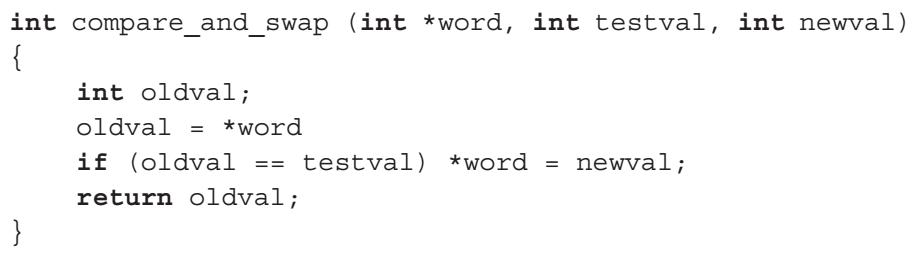 int compare_and_swap (int *word, int testval, int newval)
{
int oldval;
oldval = *word
if (oldval == testval) *word = newval;
return oldval;
}